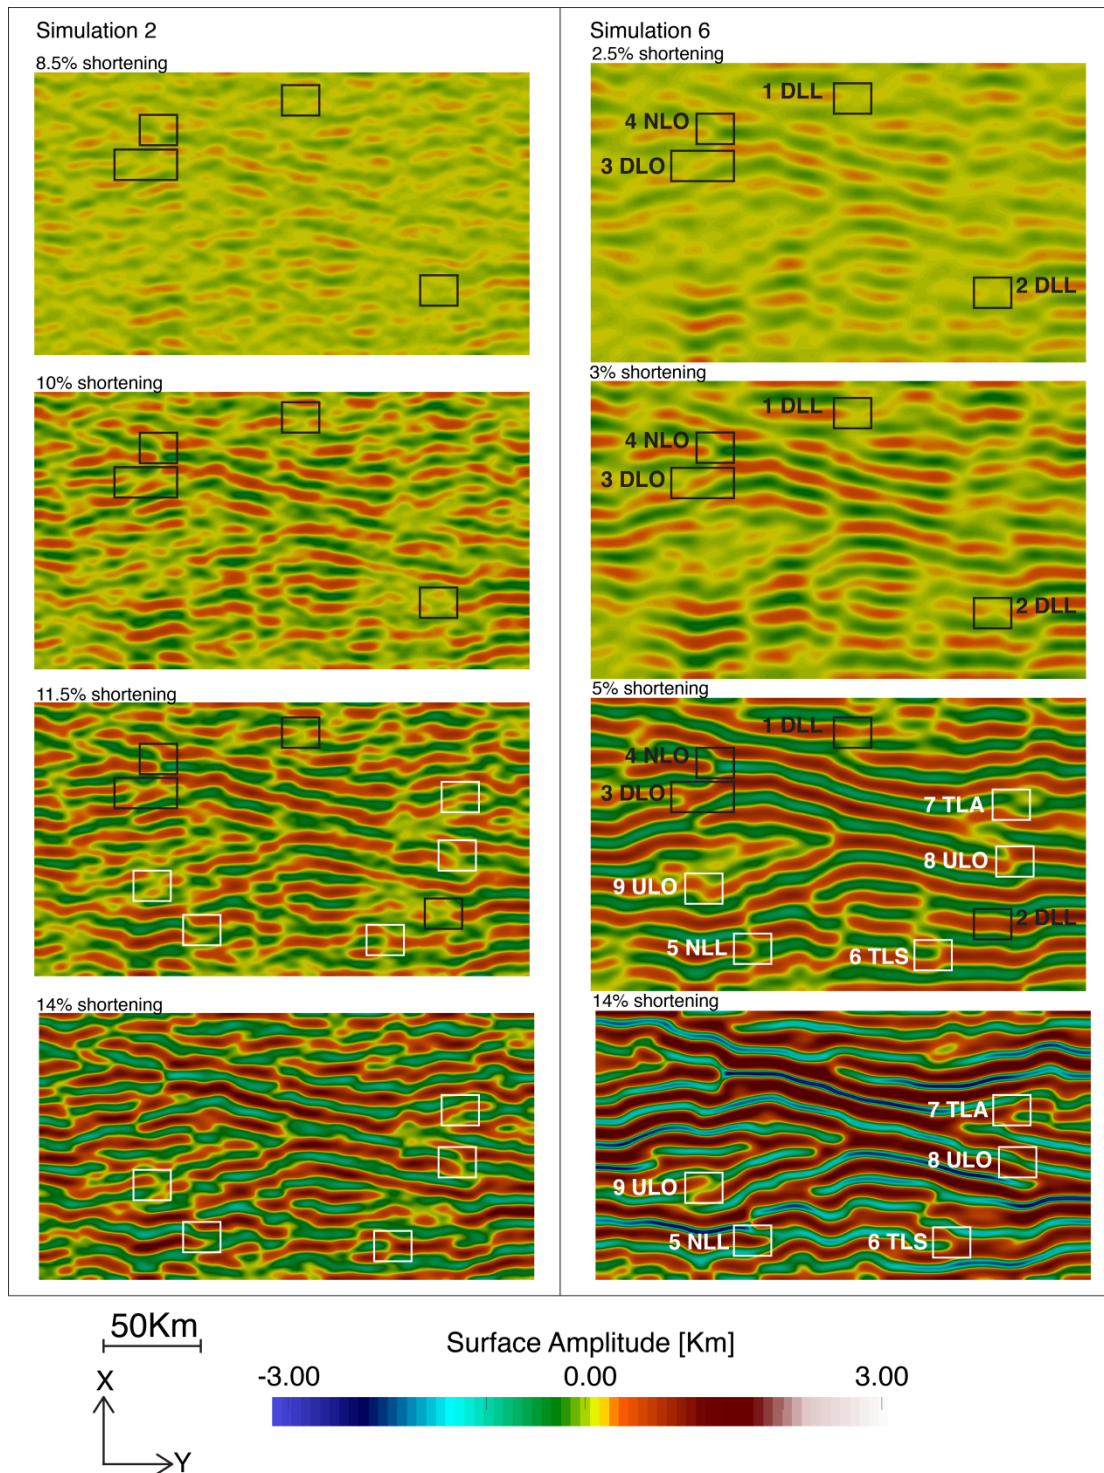 Simulation 2
8.5% shortening
10% shortening
11.5% shortening
14% shortening
Simulation 6
2.5% shortening
1 DLL
4 NLO
3 DLO
2 DLL
3% shortening
1 DLL
4 NLO
3 DLO
2 DLL
5% shortening
1 DLL
4 NLO
3 DLO
7 TLA
8 ULO
9 ULO
2 DLL
5 NLL
6 TLS
14% shortening
7 TLA
8 ULO
9 ULO
5 NLL
6 TLS
50Km
X
Y
Surface Amplitude [Km]
-3.00 0.00 3.00